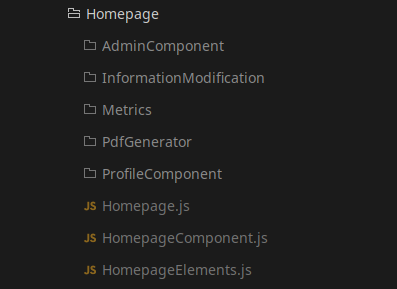 Homepage
AdminComponent
InformationModification
Metrics
PdfGenerator
ProfileComponent
JS Homepage.js
JS HomepageComponent.js
JS HomepageElements.js